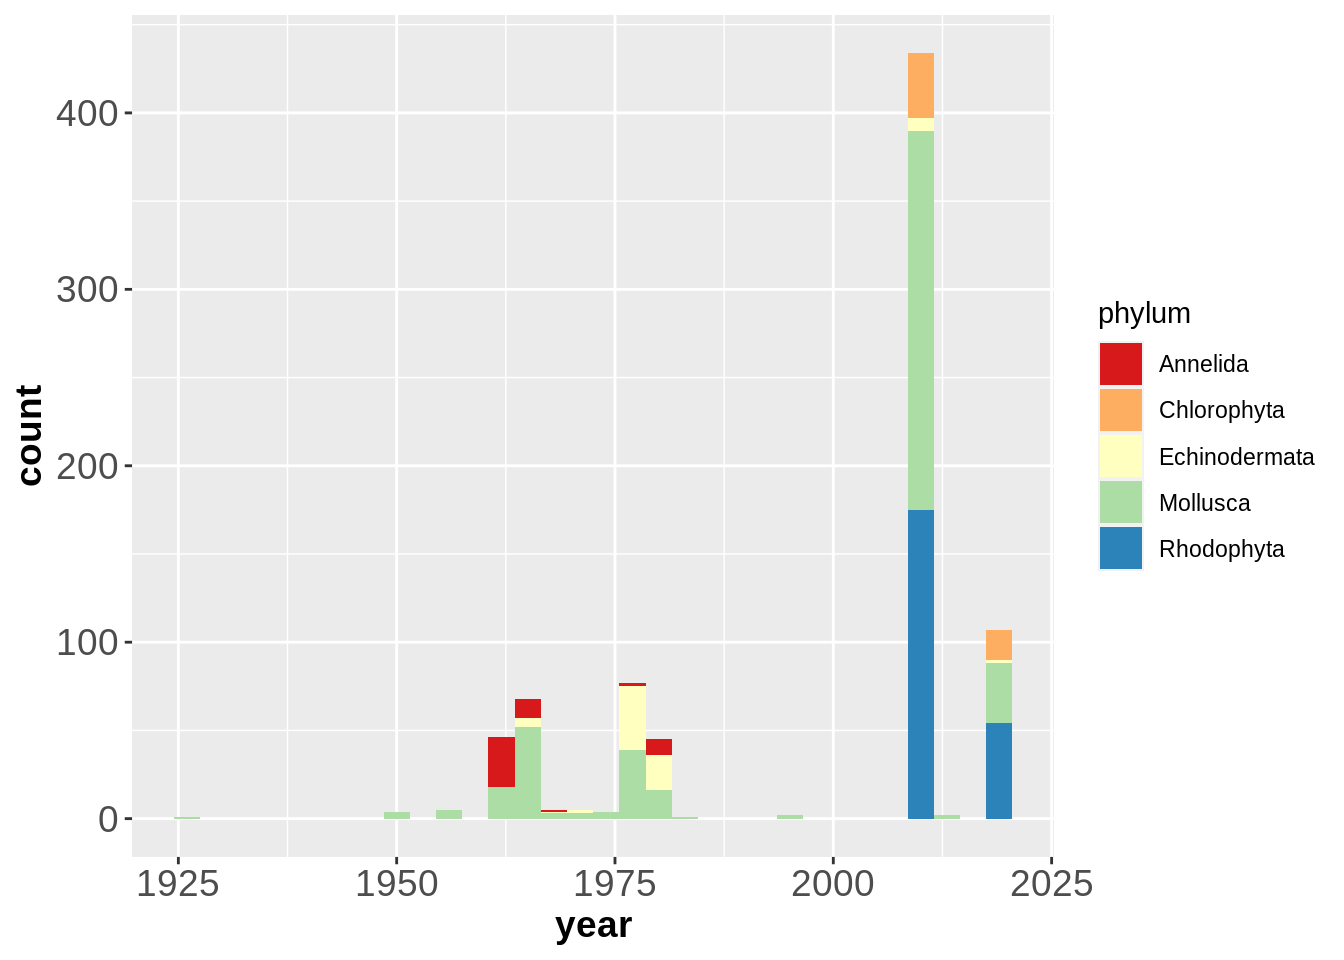 400
300
200
100
0
count
1925 1950 1975 2000 2025
year
phylum
Annelida
Chlorophyta
Echinodermata
Mollusca
Rhodophyta